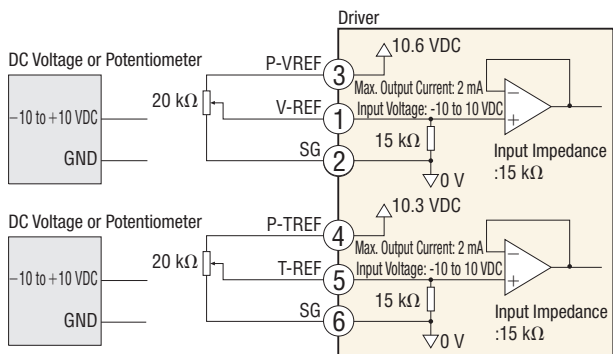 Driver
DC Voltage or Potentiometer
−10 to +10 VDC
GND
20 kΩ
P-VREF
V-REF
SG
3
1
2
10.6 VDC
Max. Output Current: 2 mA
Input Voltage: -10 to 10 VDC
15 kΩ
0 V
−
+
Input Impedance
:15 kΩ
DC Voltage or Potentiometer
−10 to +10 VDC
GND
20 kΩ
P-TREF
T-REF
SG
4
5
6
10.3 VDC
Max. Output Current: 2 mA
Input Voltage: -10 to 10 VDC
15 kΩ
0 V
−
+
Input Impedance
:15 kΩ